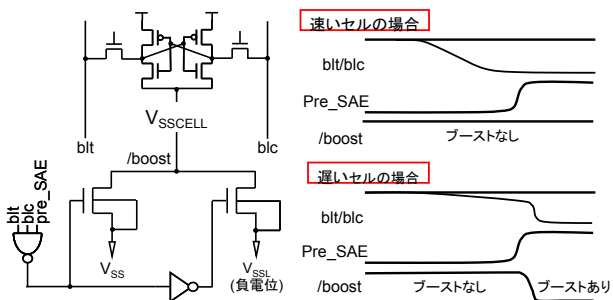 blt
blc
VSSCELL
/boost
blt
blc
pre_SAE
VSS
VSSL
(負電位)
速いセルの場合
blt/blc
Pre_SAE
/boost
ブーストなし
遅いセルの場合
blt/blc
Pre_SAE
/boost
ブーストなし
ブーストあり